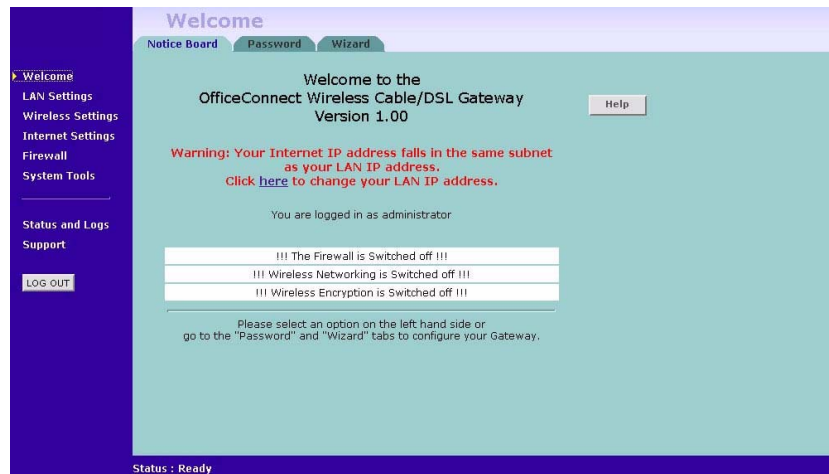 Welcome
Notice Board
Password
Wizard
Welcome
LAN Settings
Wireless Settings
Internet Settings
Firewall
System Tools
Status and Logs
Support
LOG OUT
Welcome to the
OfficeConnect Wireless Cable/DSL Gateway
Version 1.00
Help
Warning: Your Internet IP address falls in the same subnet
as your LAN IP address.
Click here to change your LAN IP address.
You are logged in as administrator
!!! The Firewall is Switched off !!!
!!! Wireless Networking is Switched off !!!
!!! Wireless Encryption is Switched off !!!
Please select an option on the left hand side or
go to the "Password" and "Wizard" tabs to configure your Gateway.
Status : Ready